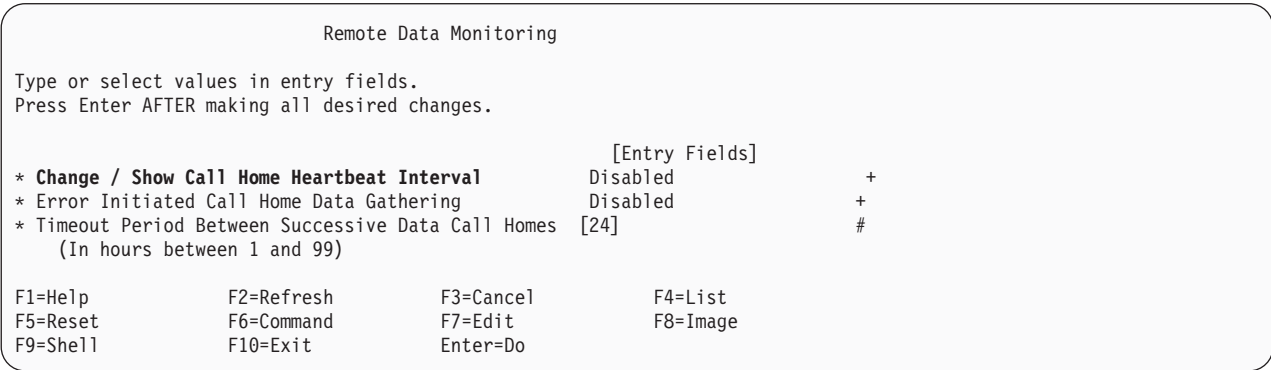 Remote Data Monitoring
Type or select values in entry fields.
Press Enter AFTER making all desired changes.
[Entry Fields]
* Change / Show Call Home Heartbeat Interval Disabled +
* Error Initiated Call Home Data Gathering Disabled +
* Timeout Period Between Successive Data Call Homes [24] #
(In hours between 1 and 99)
F1=Help F2=Refresh F3=Cancel F4=List
F5=Reset F6=Command F7=Edit F8=Image
F9=Shell F10=Exit Enter=Do